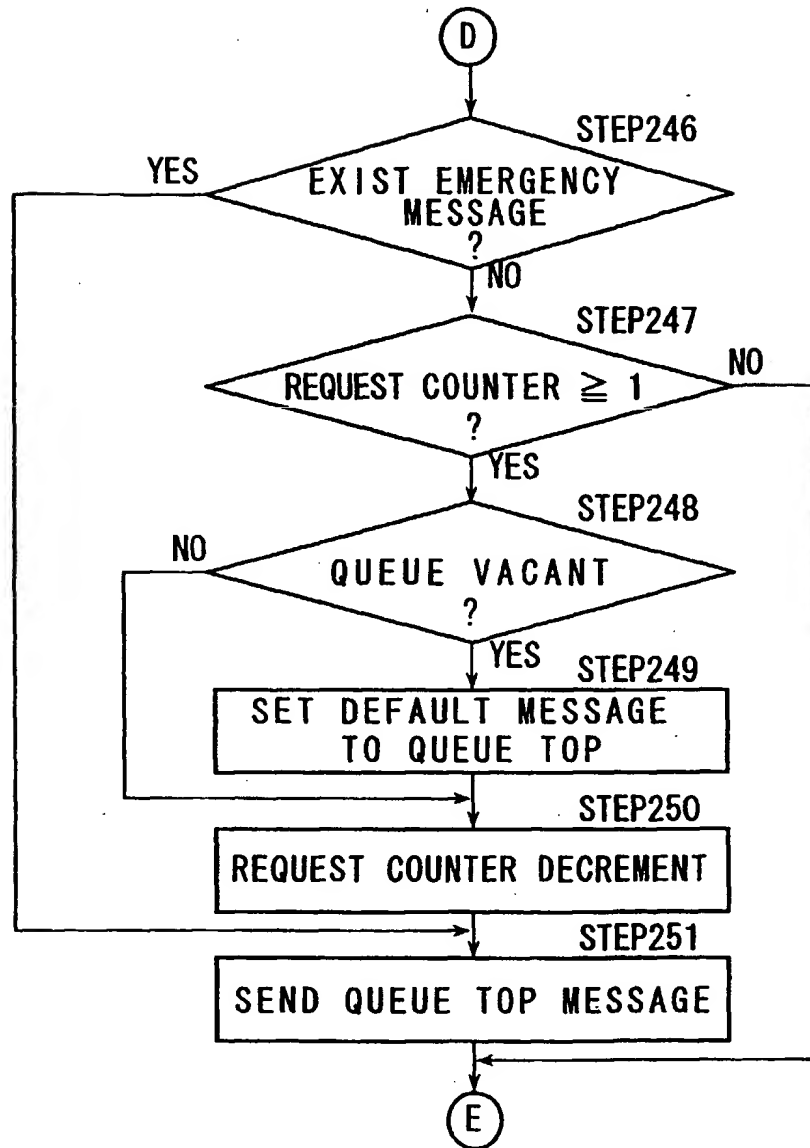 D
STEP246
YES
EXIST EMERGENCY
MESSAGE
?
NO
STEP247
NO
REQUEST COUNTER ≧ 1
?
YES
STEP248
NO
QUEUE VACANT
?
YES
STEP249
SET DEFAULT MESSAGE
TO QUEUE TOP
STEP250
REQUEST COUNTER DECREMENT
STEP251
SEND QUEUE TOP MESSAGE
E